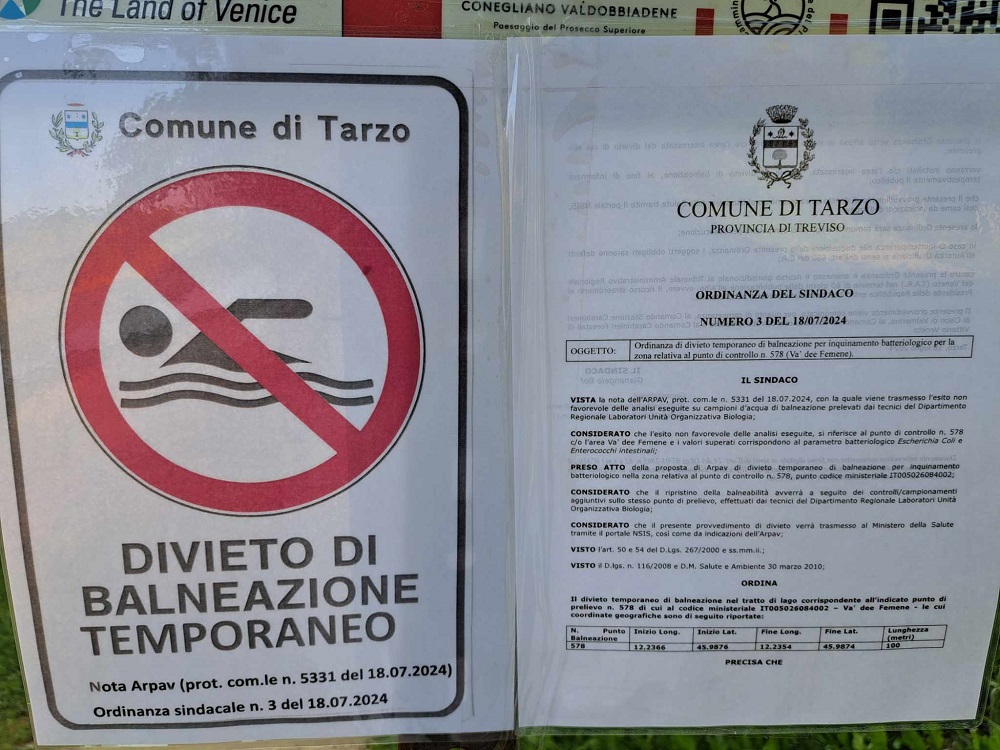 The Land of Venice
CONEGLIANO VALDOBBIADENE
Paesaggio del Prosecco Superiore
Comune di Tarzo
DIVIETO DI
BALNEAZIONE
TEMPORANEO
Nota Arpav (prot. com.le n. 5331 del 18.07.2024)
Ordinanza sindacale n. 3 del 18.07.2024
COMUNE DI TARZO
PROVINCIA DI TREVISO
ORDINANZA DEL SINDACO
NUMERO 3 DEL 18/07/2024
OGGETTO: Ordinanza di divieto temporaneo di balneazione per inquinamento batteriologico per la
zona relativa al punto di controllo n. 578 (Va' dee Femene).
IL SINDACO
VISTA la nota dell'ARPAV, prot. com.le n. 5331 del 18.07.2024, con la quale viene trasmesso l'esito non
favorevole delle analisi eseguite su campioni d'acqua di balneazione prelevati dai tecnici del Dipartimento
Regionale Laboratori Unità Organizzativa Biologia;
CONSIDERATO che l'esito non favorevole delle analisi eseguite, si riferisce al punto di controllo n. 578
c/o l'area Va' dee Femene e i valori superati corrispondono al parametro batteriologico Escherichia Coli e
Enterococchi intestinali;
PRESO ATTO della proposta di Arpav di divieto temporaneo di balneazione per inquinamento
batteriologico nella zona relativa al punto di controllo n. 578, punto codice ministeriale IT005026084002;
CONSIDERATO che il ripristino della balneabilità avverrà a seguito dei controlli/campionamenti
aggiuntivi sullo stesso punto di prelievo, effettuati dai tecnici del Dipartimento Regionale Laboratori Unità
Organizzativa Biologia;
CONSIDERATO che il presente provvedimento di divieto verrà trasmesso al Ministero della Salute
tramite il portale NSIS, così come da indicazioni dell'Arpav;
VISTO l'art. 50 e 54 del D.Lgs. 267/2000 e ss.mm.ii.;
VISTO il D.lgs. n. 116/2008 e D.M. Salute e Ambiente 30 marzo 2010;
ORDINA
Il divieto temporaneo di balneazione nel tratto di lago corrispondente all'indicato punto di
prelievo n. 578 di cui al codice ministeriale IT005026084002 – Va' dee Femene - le cui
coordinate geografiche sono di seguito riportate:
N. Punto Balneazione Inizio Long. Inizio Lat. Fine Long. Fine Lat. Lunghezza (metri)
578 12.2366 45.9876 12.2354 45.9874 100
PRECISA CHE